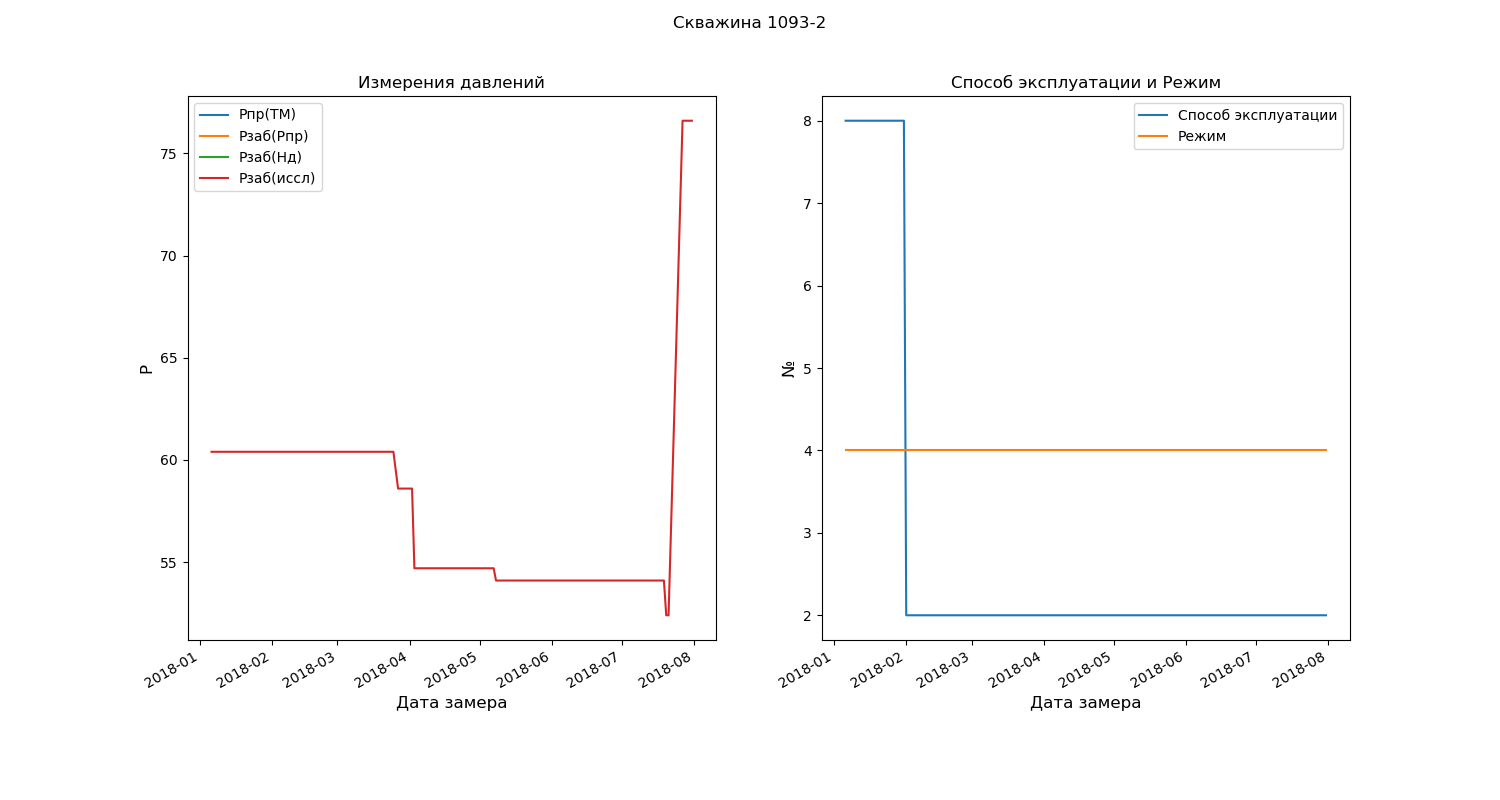 Скважина 1093-2
Измерения давлений
Рпр(ТМ)
Рзаб(Рпр)
Рзаб(Нд)
Рзаб(иссл)
75
70
65
60
55
Р
2018-01
2018-02
2018-03
2018-04
2018-05
2018-06
2018-07
2018-08
Дата замера
Способ эксплуатации и Режим
Способ эксплуатации
Режим
8
7
6
5
4
3
2
№
2018-01
2018-02
2018-03
2018-04
2018-05
2018-06
2018-07
2018-08
Дата замера